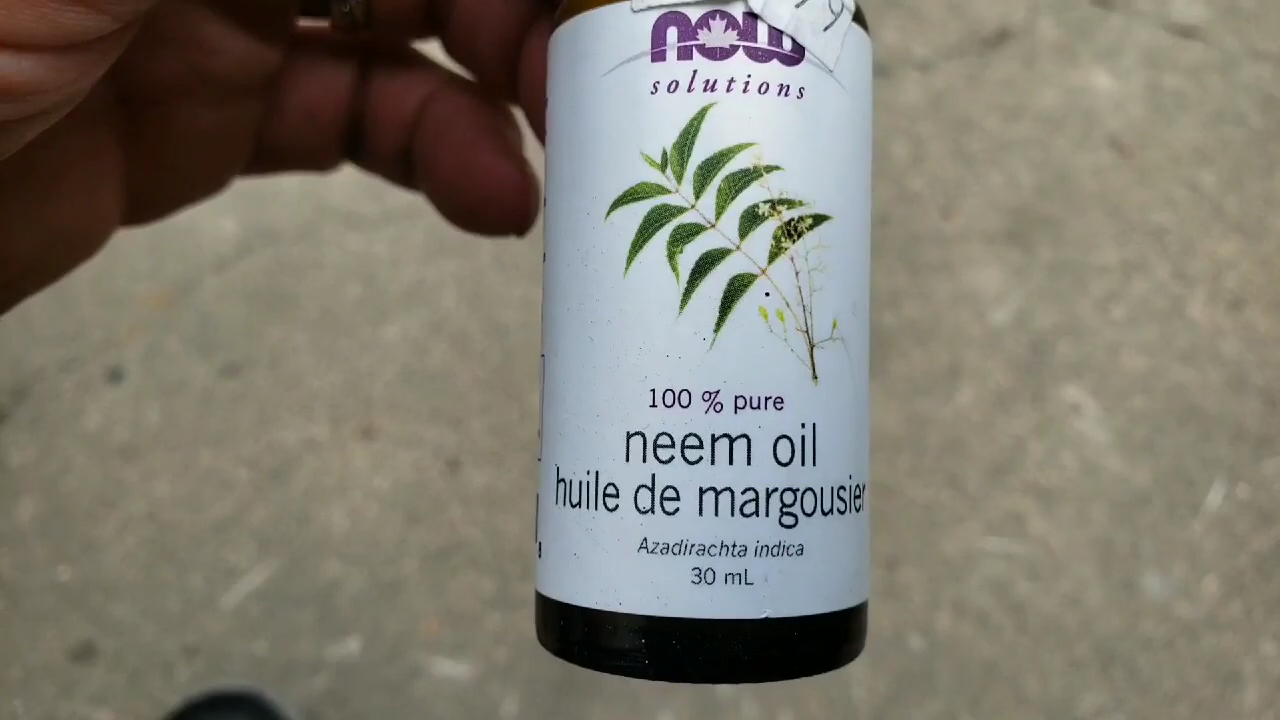 now
solutions
100 % pure
neem oil
huile de margousier
Azadirachta indica
30 mL